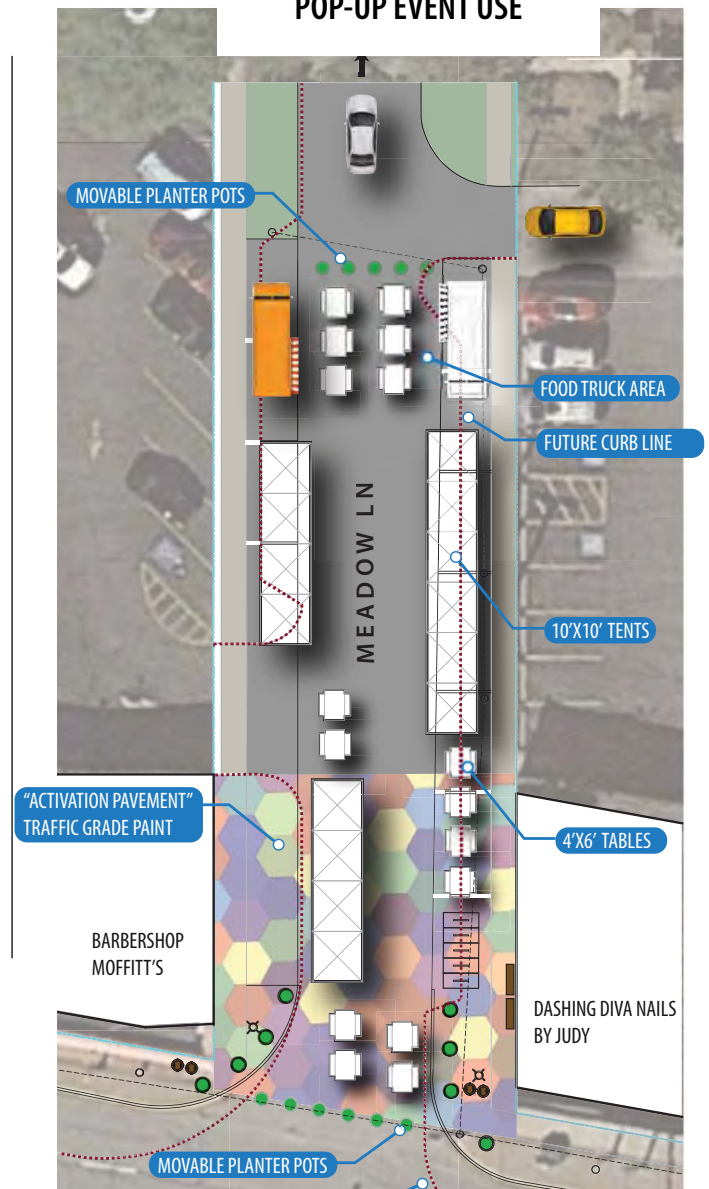 POP-UP EVENT USE
MOVABLE PLANTER POTS
FOOD TRUCK AREA
FUTURE CURB LINE
MEADOW LN
10'X10' TENTS
"ACTIVATION PAVEMENT"
TRAFFIC GRADE PAINT
4'X6' TABLES
BARBERSHOP
MOFFITT'S
DASHING DIVA NAILS
BY JUDY
MOVABLE PLANTER POTS